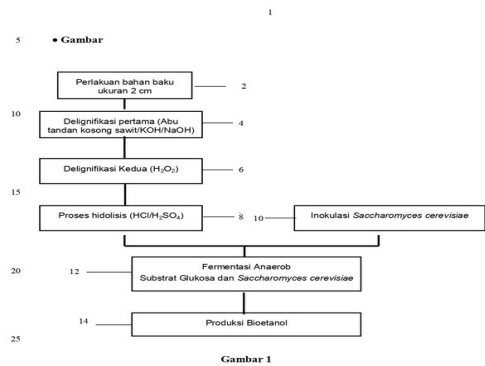 1
5 • Gambar
Perlakuan bahan baku
ukuran 2 cm
2
10
Delignifikasi pertama (Abu
tandan kosong sawit/KOH/NaOH)
4
Delignifikasi Kedua (H₂O₂)
6
15
Proses hidolisis (HCl/H₂SO₄)
8
10
Inokulasi Saccharomyces cerevisiae
20
12
Fermentasi Anaerob
Substrat Glukosa dan Saccharomyces cerevisiae
14
Produksi Bioetanol
25
Gambar 1